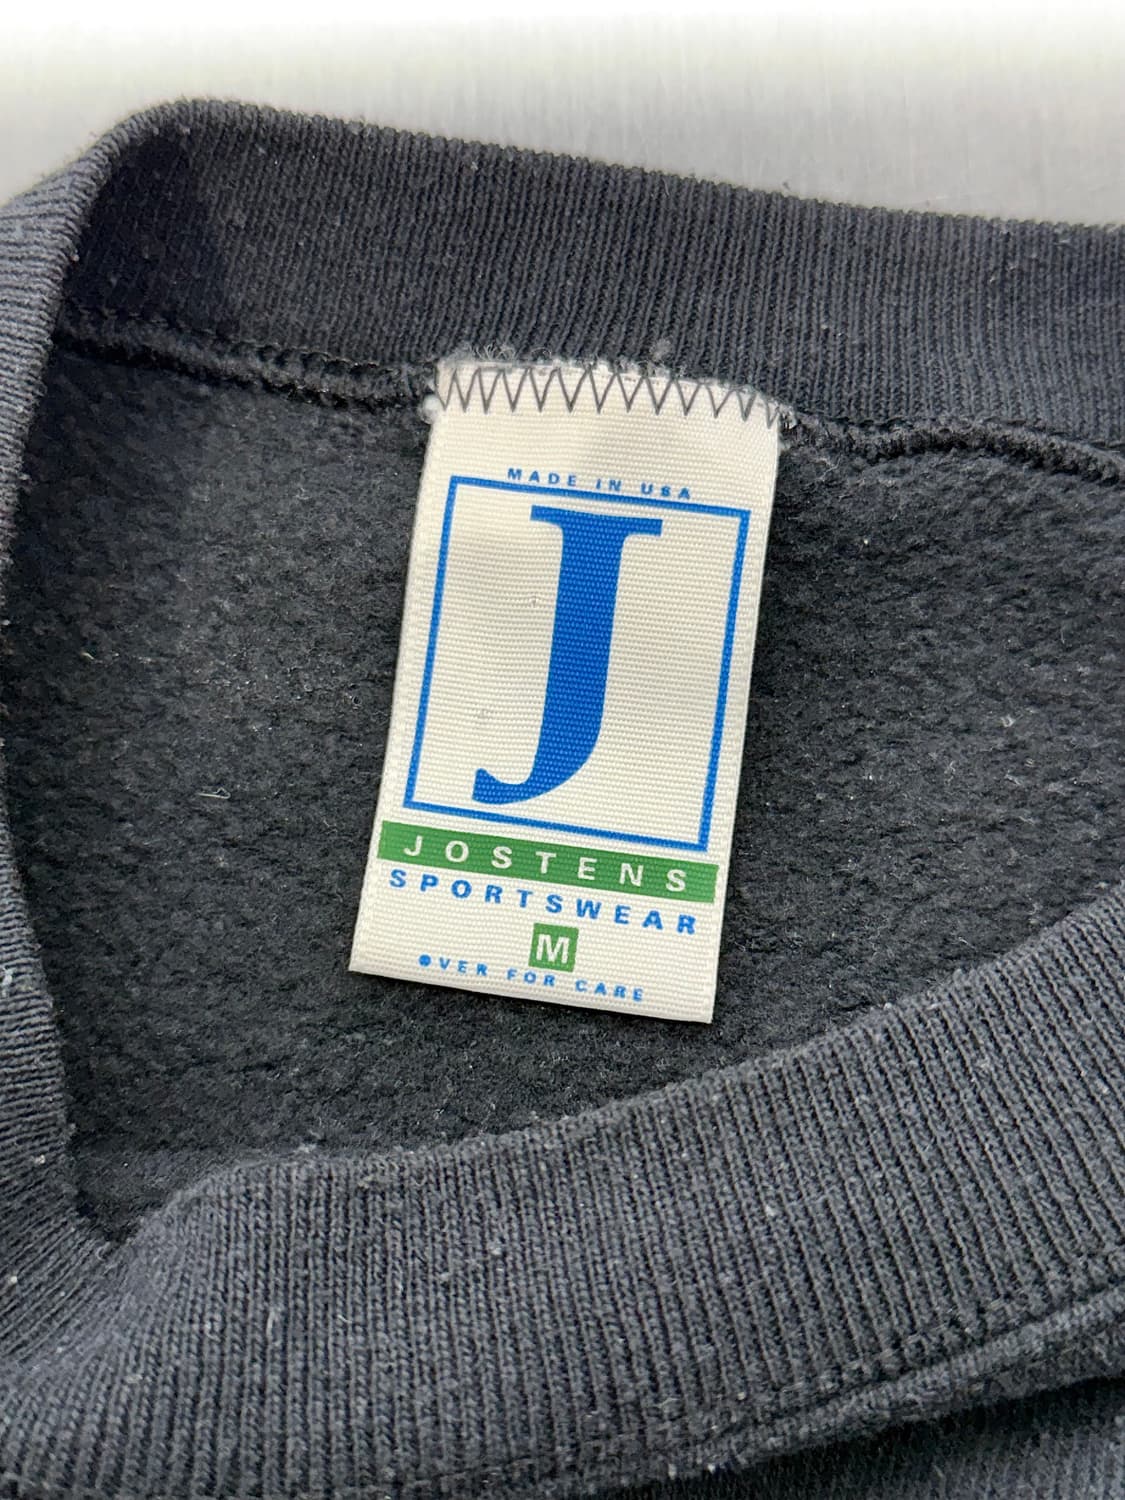 MADE IN USA
J
JOSTENS
SPORTSWEAR
M
OVER FOR CARE